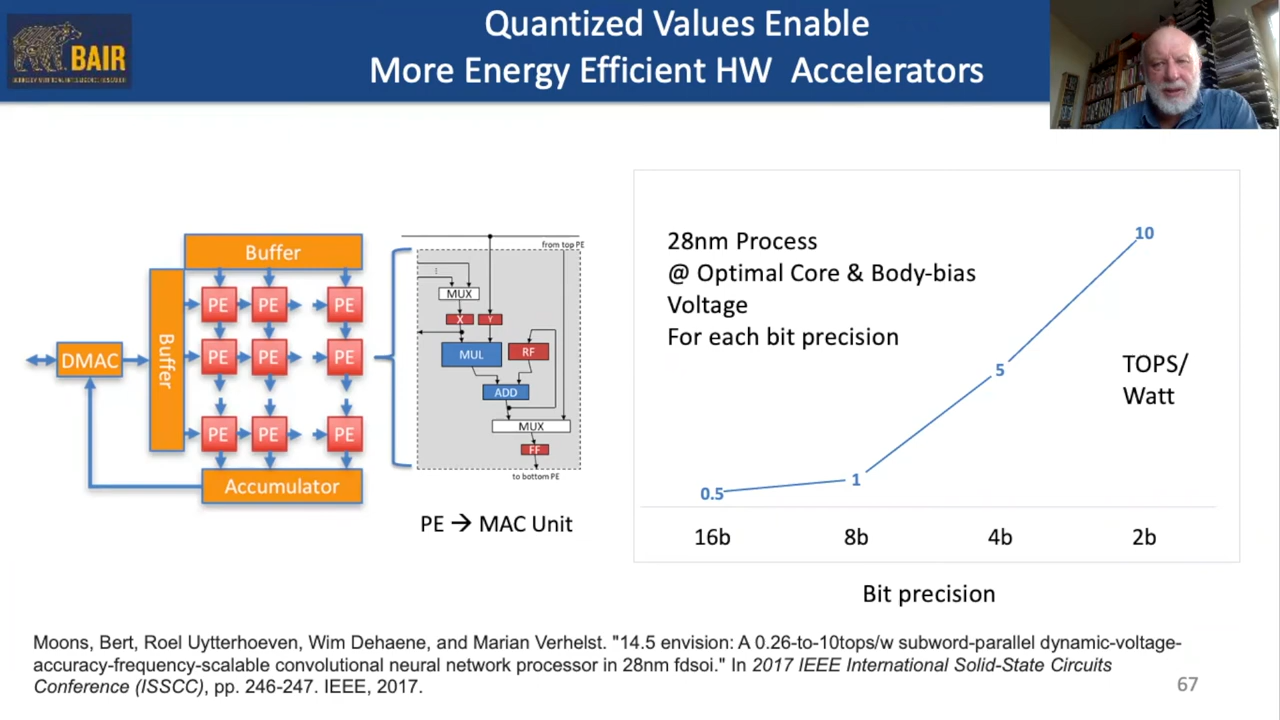 Quantized Values Enable
More Energy Efficient HW Accelerators
BAIR
Buffer
Buffer
DMAC
PE PE PE
PE PE PE
PE PE PE
Accumulator
from top PE
MUX
X Y
MUL
RF
ADD
MUX
FF
to bottom PE
PE → MAC Unit
28nm Process
@ Optimal Core & Body-bias
Voltage
For each bit precision
10
5
1
0.5
TOPS/
Watt
16b 8b 4b 2b
Bit precision
Moons, Bert, Roel Uytterhoeven, Wim Dehaene, and Marian Verhelst. "14.5 envision: A 0.26-to-10tops/w subword-parallel dynamic-voltage-
accuracy-frequency-scalable convolutional neural network processor in 28nm fdsoi." In 2017 IEEE International Solid-State Circuits
Conference (ISSCC), pp. 246-247. IEEE, 2017.
67